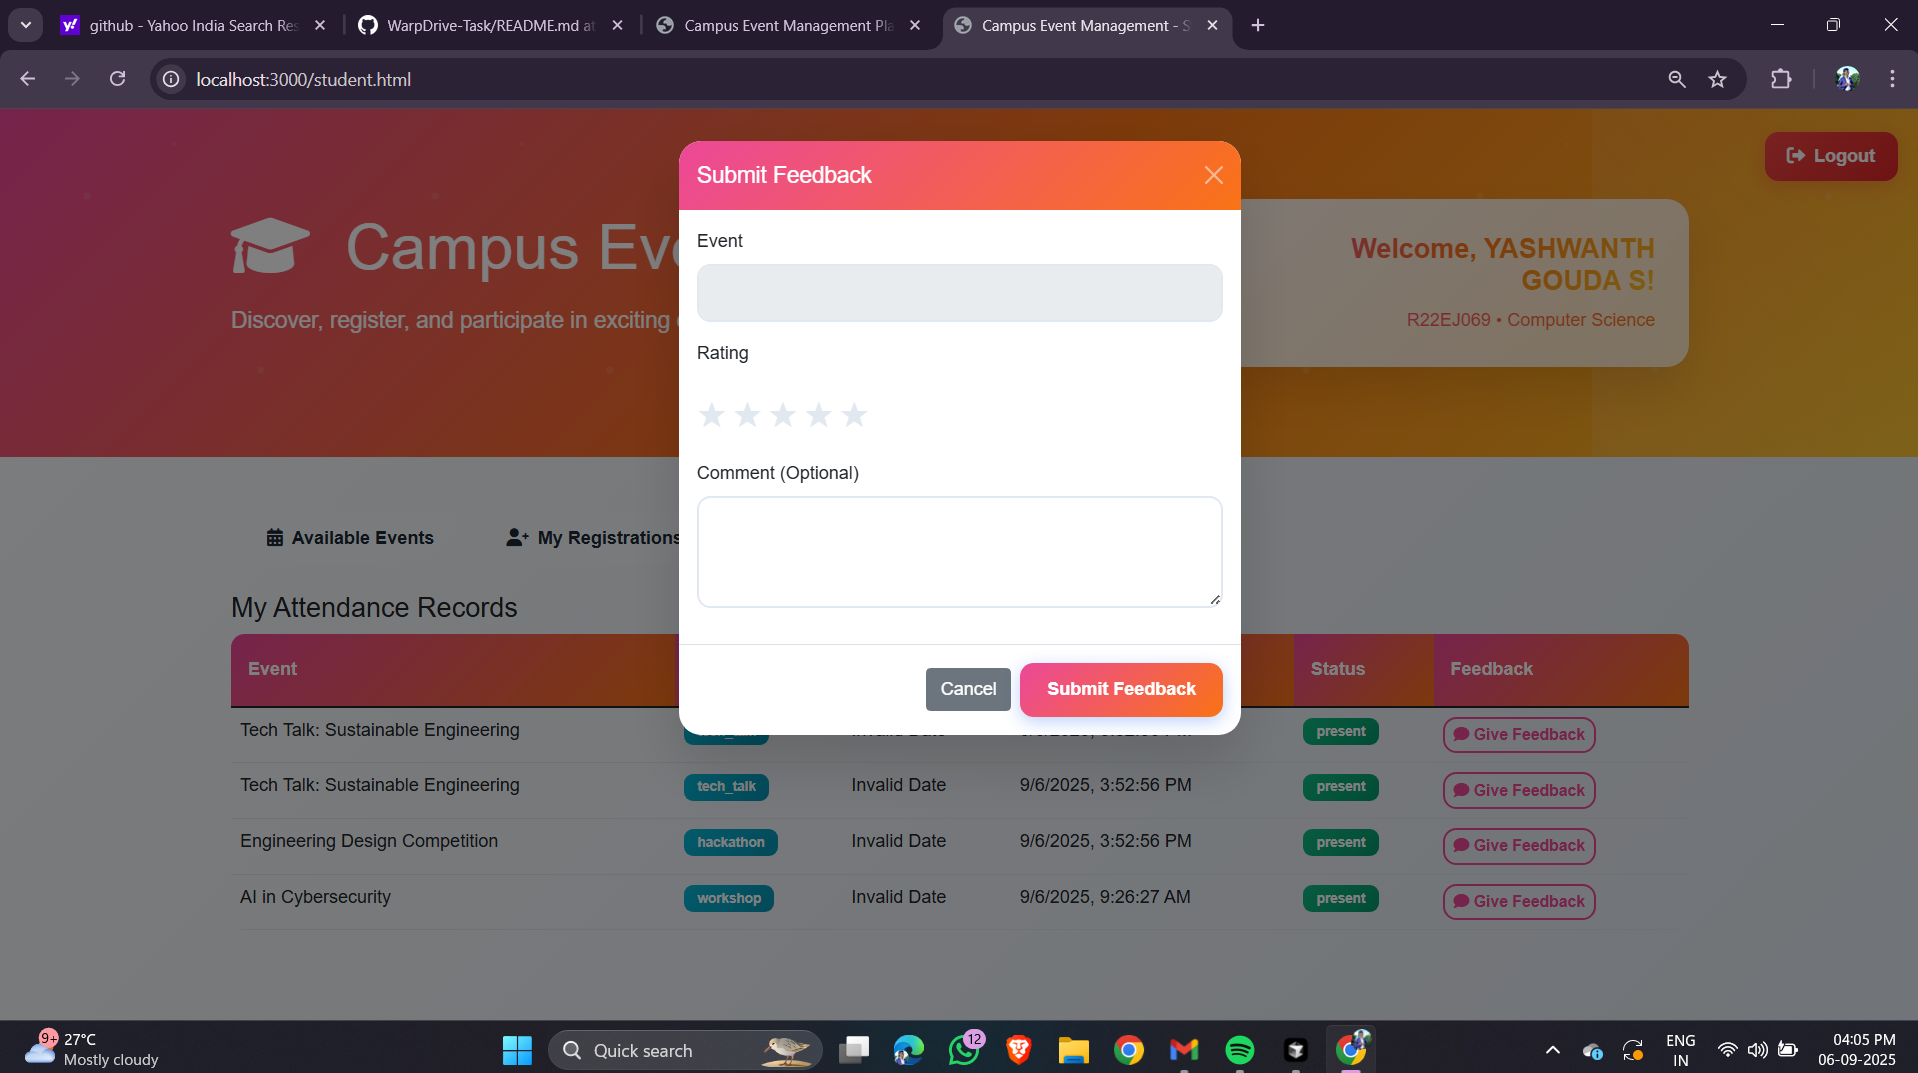 github - Yahoo India Search Res
WarpDrive-Task/README.md at
Campus Event Management Pla
Campus Event Management - S
localhost:3000/student.html
Logout
Campus Eve
Discover, register, and participate in exciting
Welcome, YASHWANTH
GOUDA S!
R22EJ069 • Computer Science
Submit Feedback
Event
Rating
Comment (Optional)
Cancel
Submit Feedback
Available Events
My Registrations
My Attendance Records
Event
Status
Feedback
Tech Talk: Sustainable Engineering
present
Give Feedback
Tech Talk: Sustainable Engineering
tech_talk
Invalid Date
9/6/2025, 3:52:56 PM
present
Give Feedback
Engineering Design Competition
hackathon
Invalid Date
9/6/2025, 3:52:56 PM
present
Give Feedback
AI in Cybersecurity
workshop
Invalid Date
9/6/2025, 9:26:27 AM
present
Give Feedback
9+
27°C
Mostly cloudy
Quick search
12
ENG
IN
04:05 PM
06-09-2025